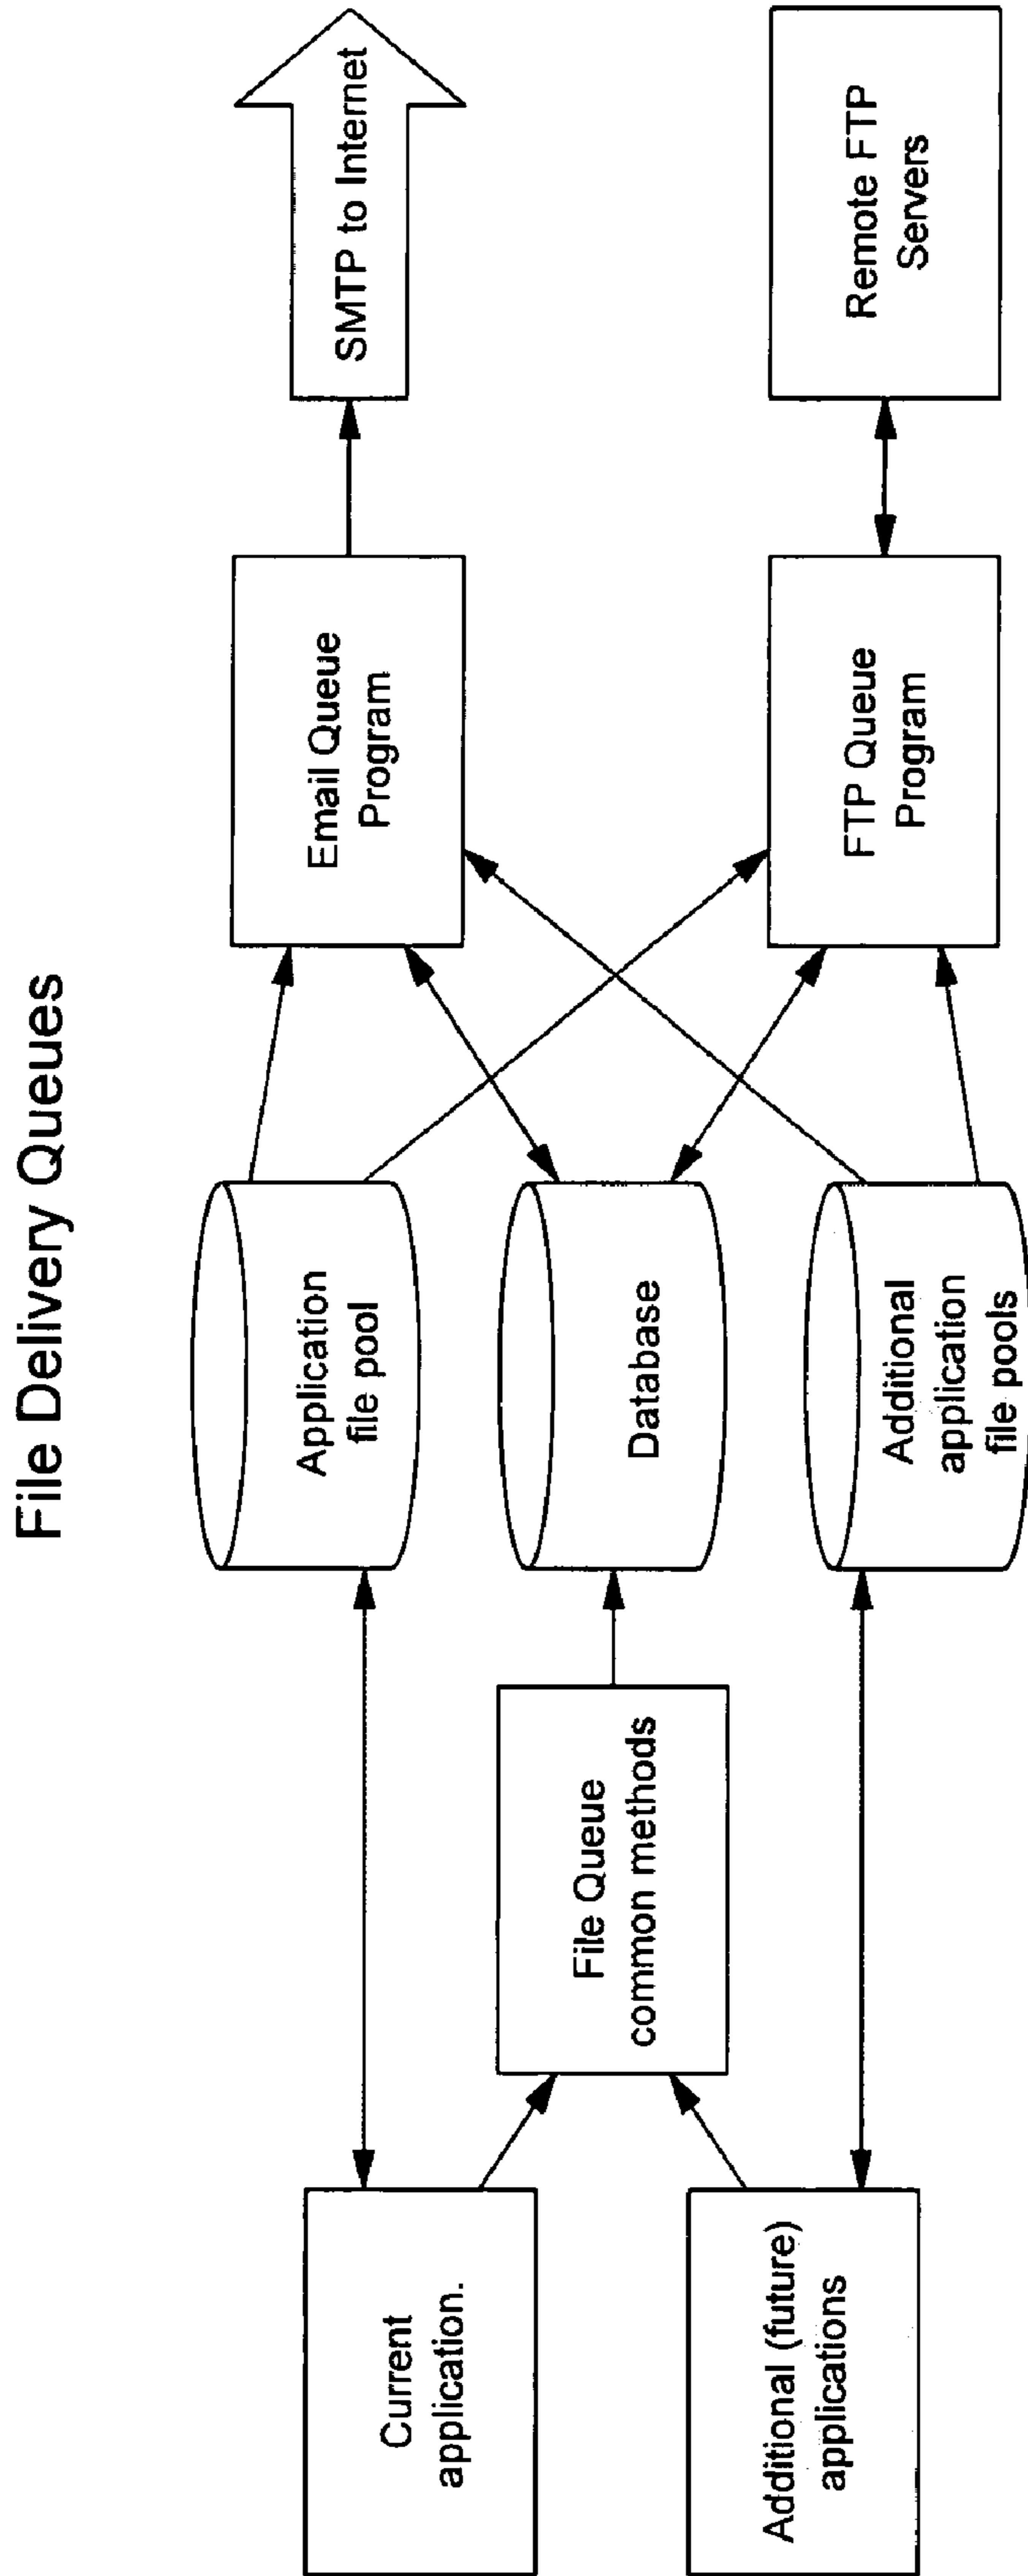 File Delivery Queues
Current
application.
Additional (future)
applications
File Queue
common methods
Application
file pool
Database
Additional
application
file pools
Email Queue
Program
FTP Queue
Program
SMTP to Internet
Remote FTP
Servers